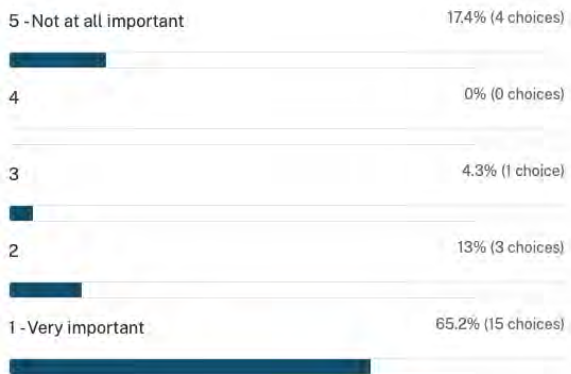 5 - Not at all important 17.4% (4 choices)
4 0% (0 choices)
3 4.3% (1 choice)
2 13% (3 choices)
1 - Very important 65.2% (15 choices)